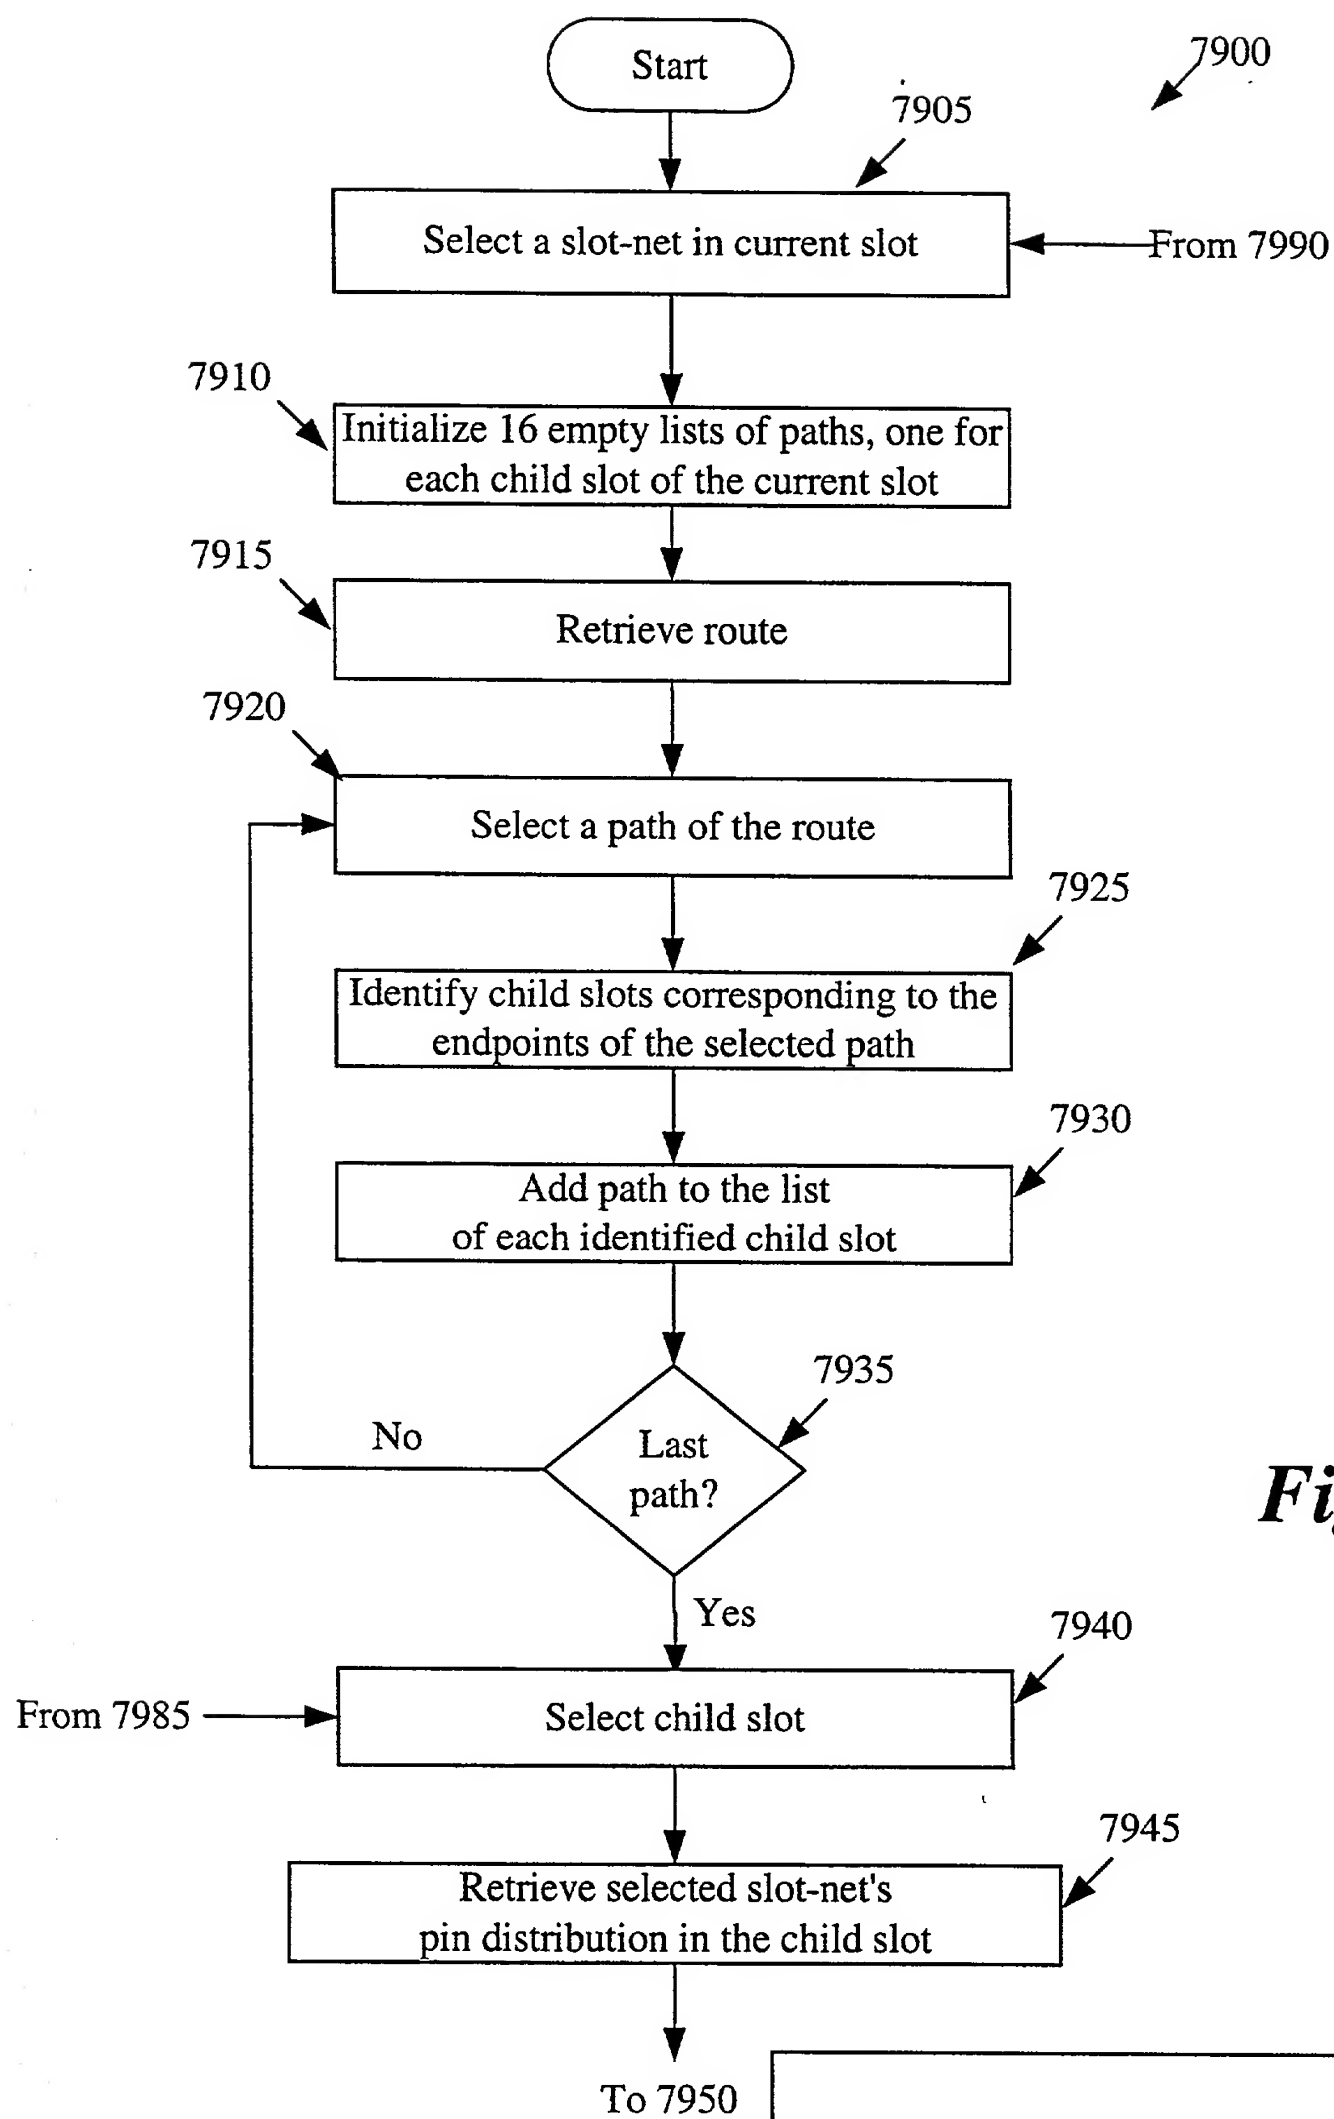 Start
7900
7905
Select a slot-net in current slot
From 7990
7910
Initialize 16 empty lists of paths, one for
each child slot of the current slot
7915
Retrieve route
7920
Select a path of the route
7925
Identify child slots corresponding to the
endpoints of the selected path
7930
Add path to the list
of each identified child slot
7935
Last
path?
No
Yes
7940
From 7985
Select child slot
7945
Retrieve selected slot-net's
pin distribution in the child slot
To 7950